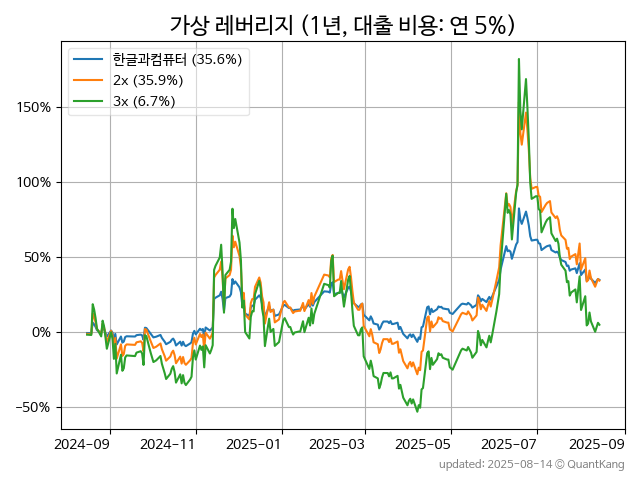 가상 레버리지 (1년, 대출 비용: 연 5%)
한글과컴퓨터 (35.6%)
2x (35.9%)
3x (6.7%)
150%
100%
50%
0%
−50%
2024−09 2024−11 2025−01 2025−03 2025−05 2025−07 2025−09
updated: 2025-08-14 © QuantKang